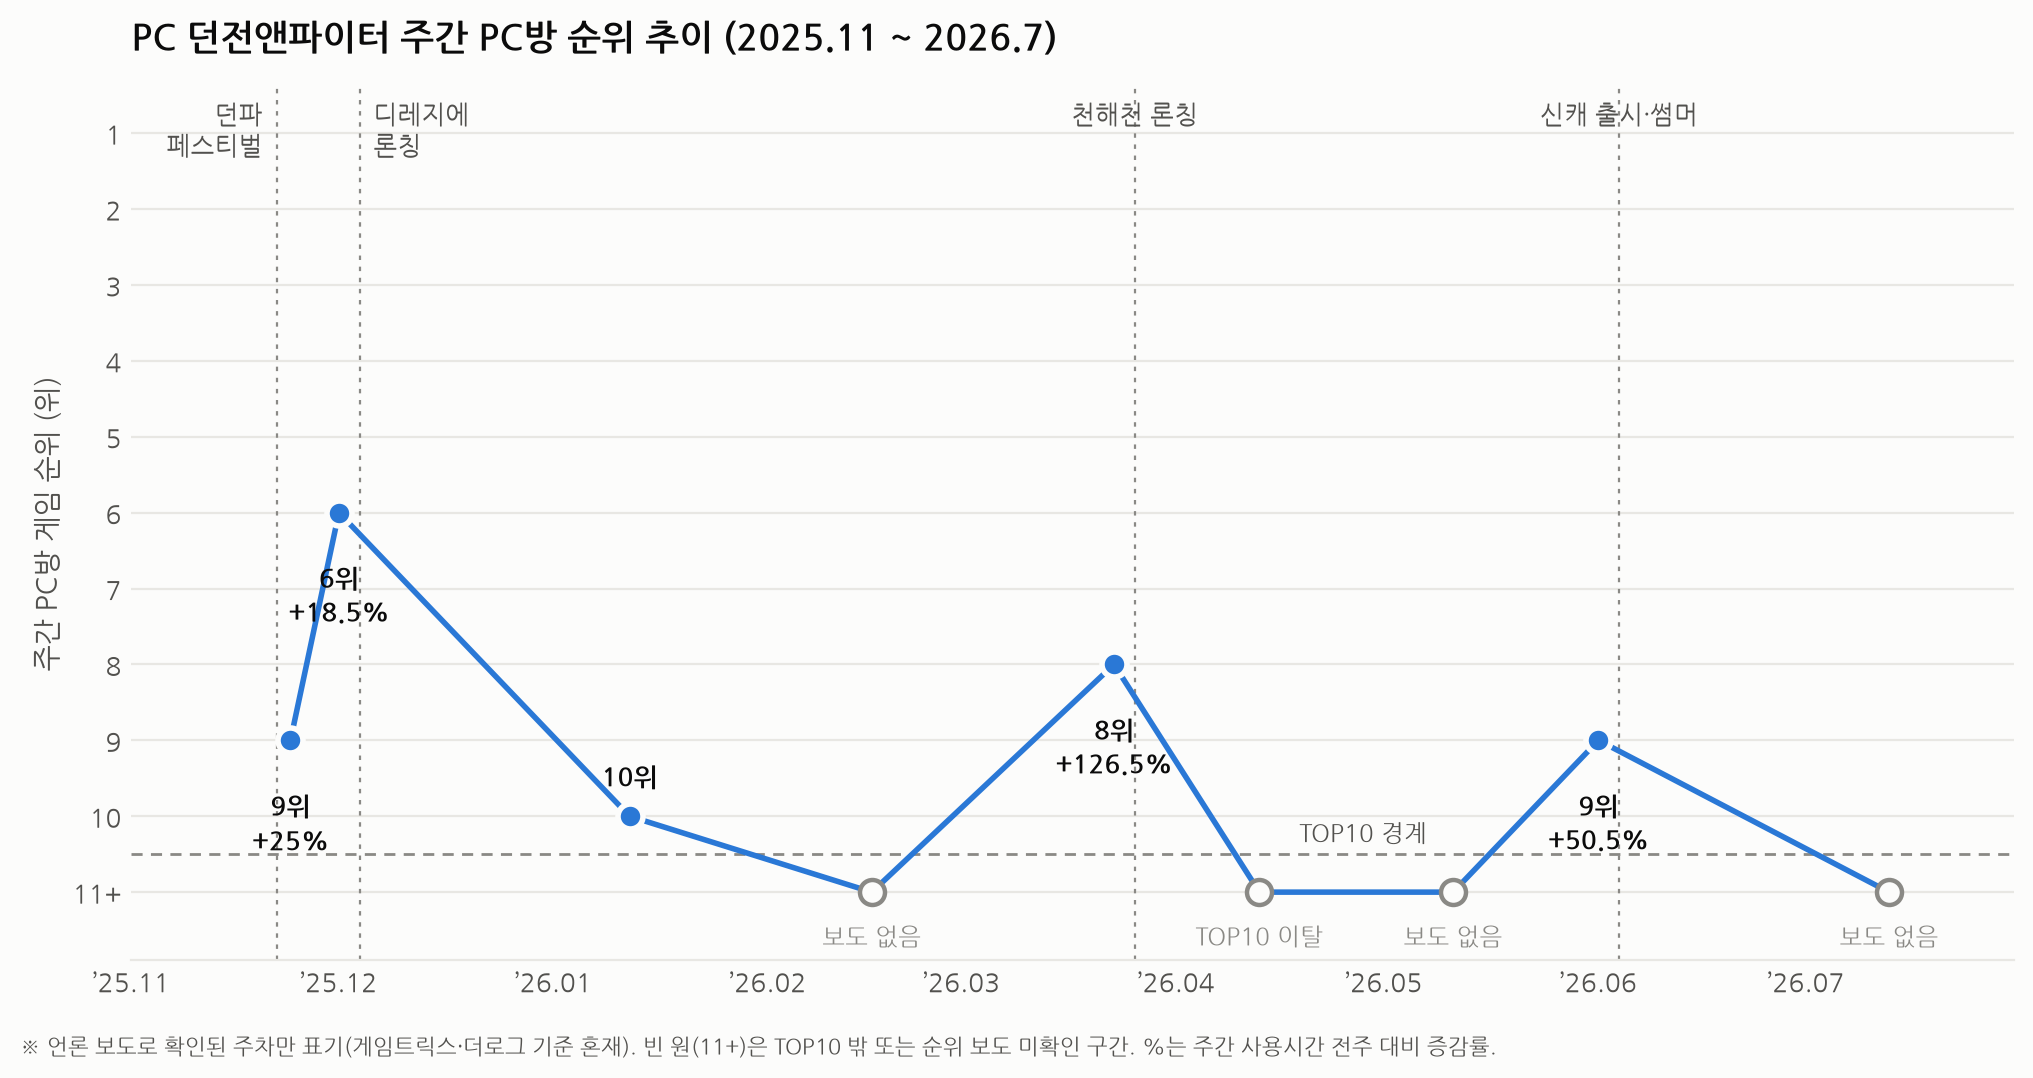 PC 던전앤파이터 주간 PC방 순위 추이 (2025.11 ~ 2026.7)
던파
페스티벌
디레지에
론칭
천해천 론칭
신캐 출시·썸머
주간 PC방 게임 순위 (위)
1
2
3
4
5
6
7
8
9
10
11+
6위
+18.5%
9위
+25%
10위
8위
+126.5%
9위
+50.5%
TOP10 경계
보도 없음
TOP10 이탈
보도 없음
보도 없음
’25.11
’25.12
’26.01
’26.02
’26.03
’26.04
’26.05
’26.06
’26.07
※ 언론 보도로 확인된 주차만 표기(게임트릭스·더로그 기준 혼재). 빈 원(11+)은 TOP10 밖 또는 순위 보도 미확인 구간. %는 주간 사용시간 전주 대비 증감률.